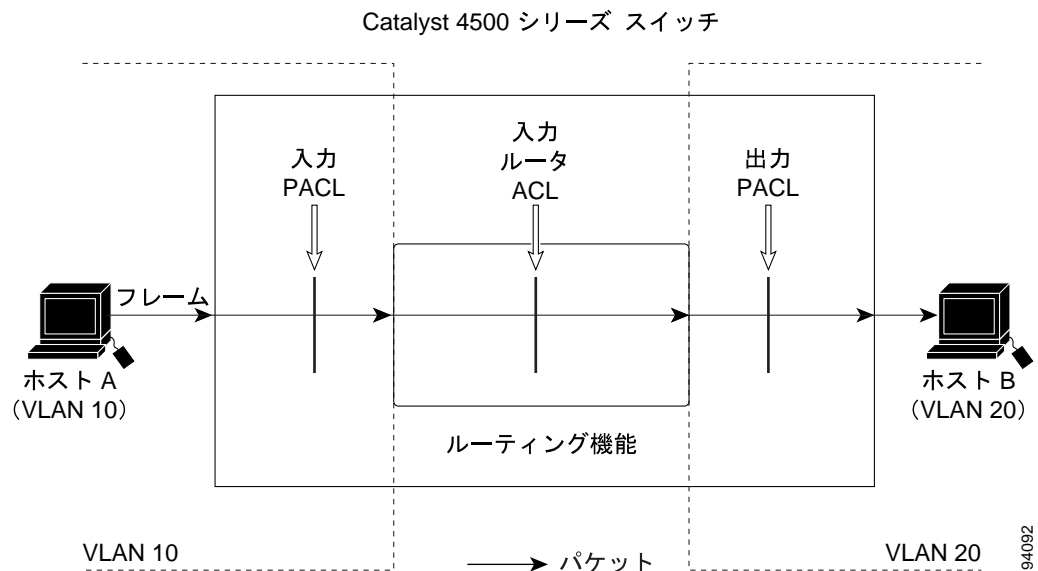 Catalyst 4500 シリーズ スイッチ
入力
PACL
入力
ルータ
ACL
出力
PACL
フレーム
ホスト A
（VLAN 10）
ホスト B
（VLAN 20）
ルーティング機能
VLAN 10
パケット
VLAN 20
94092